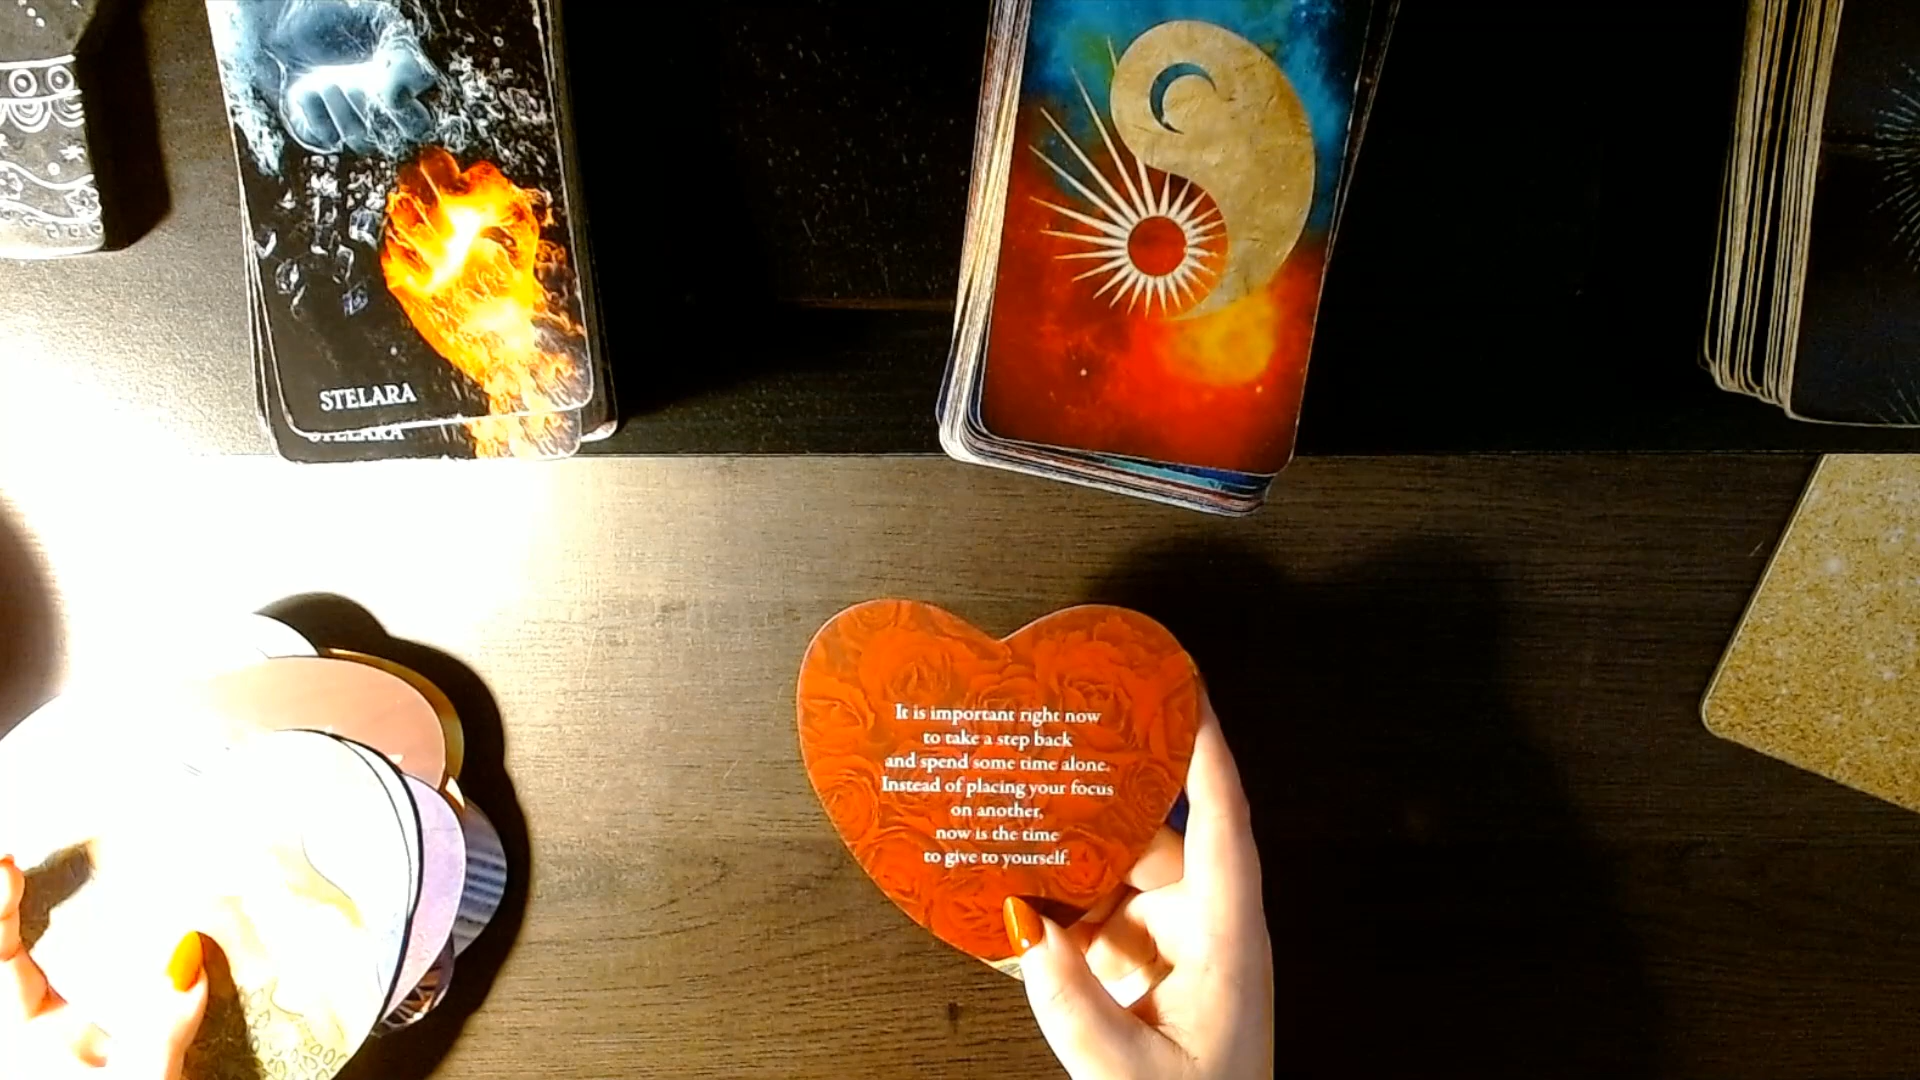 STELARA
STELARA
It is important right now
to take a step back
and spend some time alone.
Instead of placing your focus
on another,
now is the time
to give to yourself.